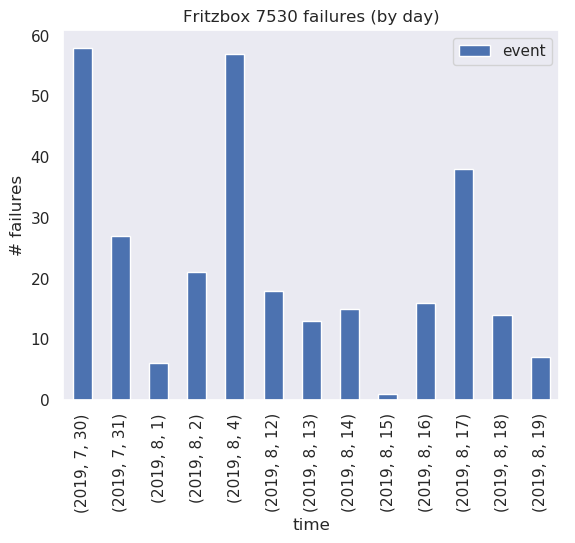 Fritzbox 7530 failures (by day)
event
# failures
60
50
40
30
20
10
0
(2019, 7, 30)
(2019, 7, 31)
(2019, 8, 1)
(2019, 8, 2)
(2019, 8, 4)
(2019, 8, 12)
(2019, 8, 13)
(2019, 8, 14)
(2019, 8, 15)
(2019, 8, 16)
(2019, 8, 17)
(2019, 8, 18)
(2019, 8, 19)
time